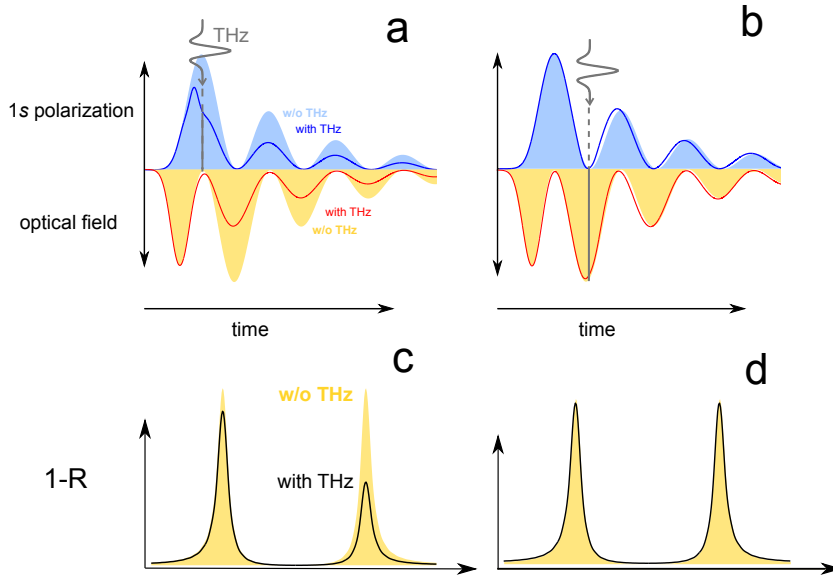 a
b
THz
1s polarization
w/o THz
with THz
optical field
with THz
w/o THz
time
time
c
d
w/o THz
with THz
1-R